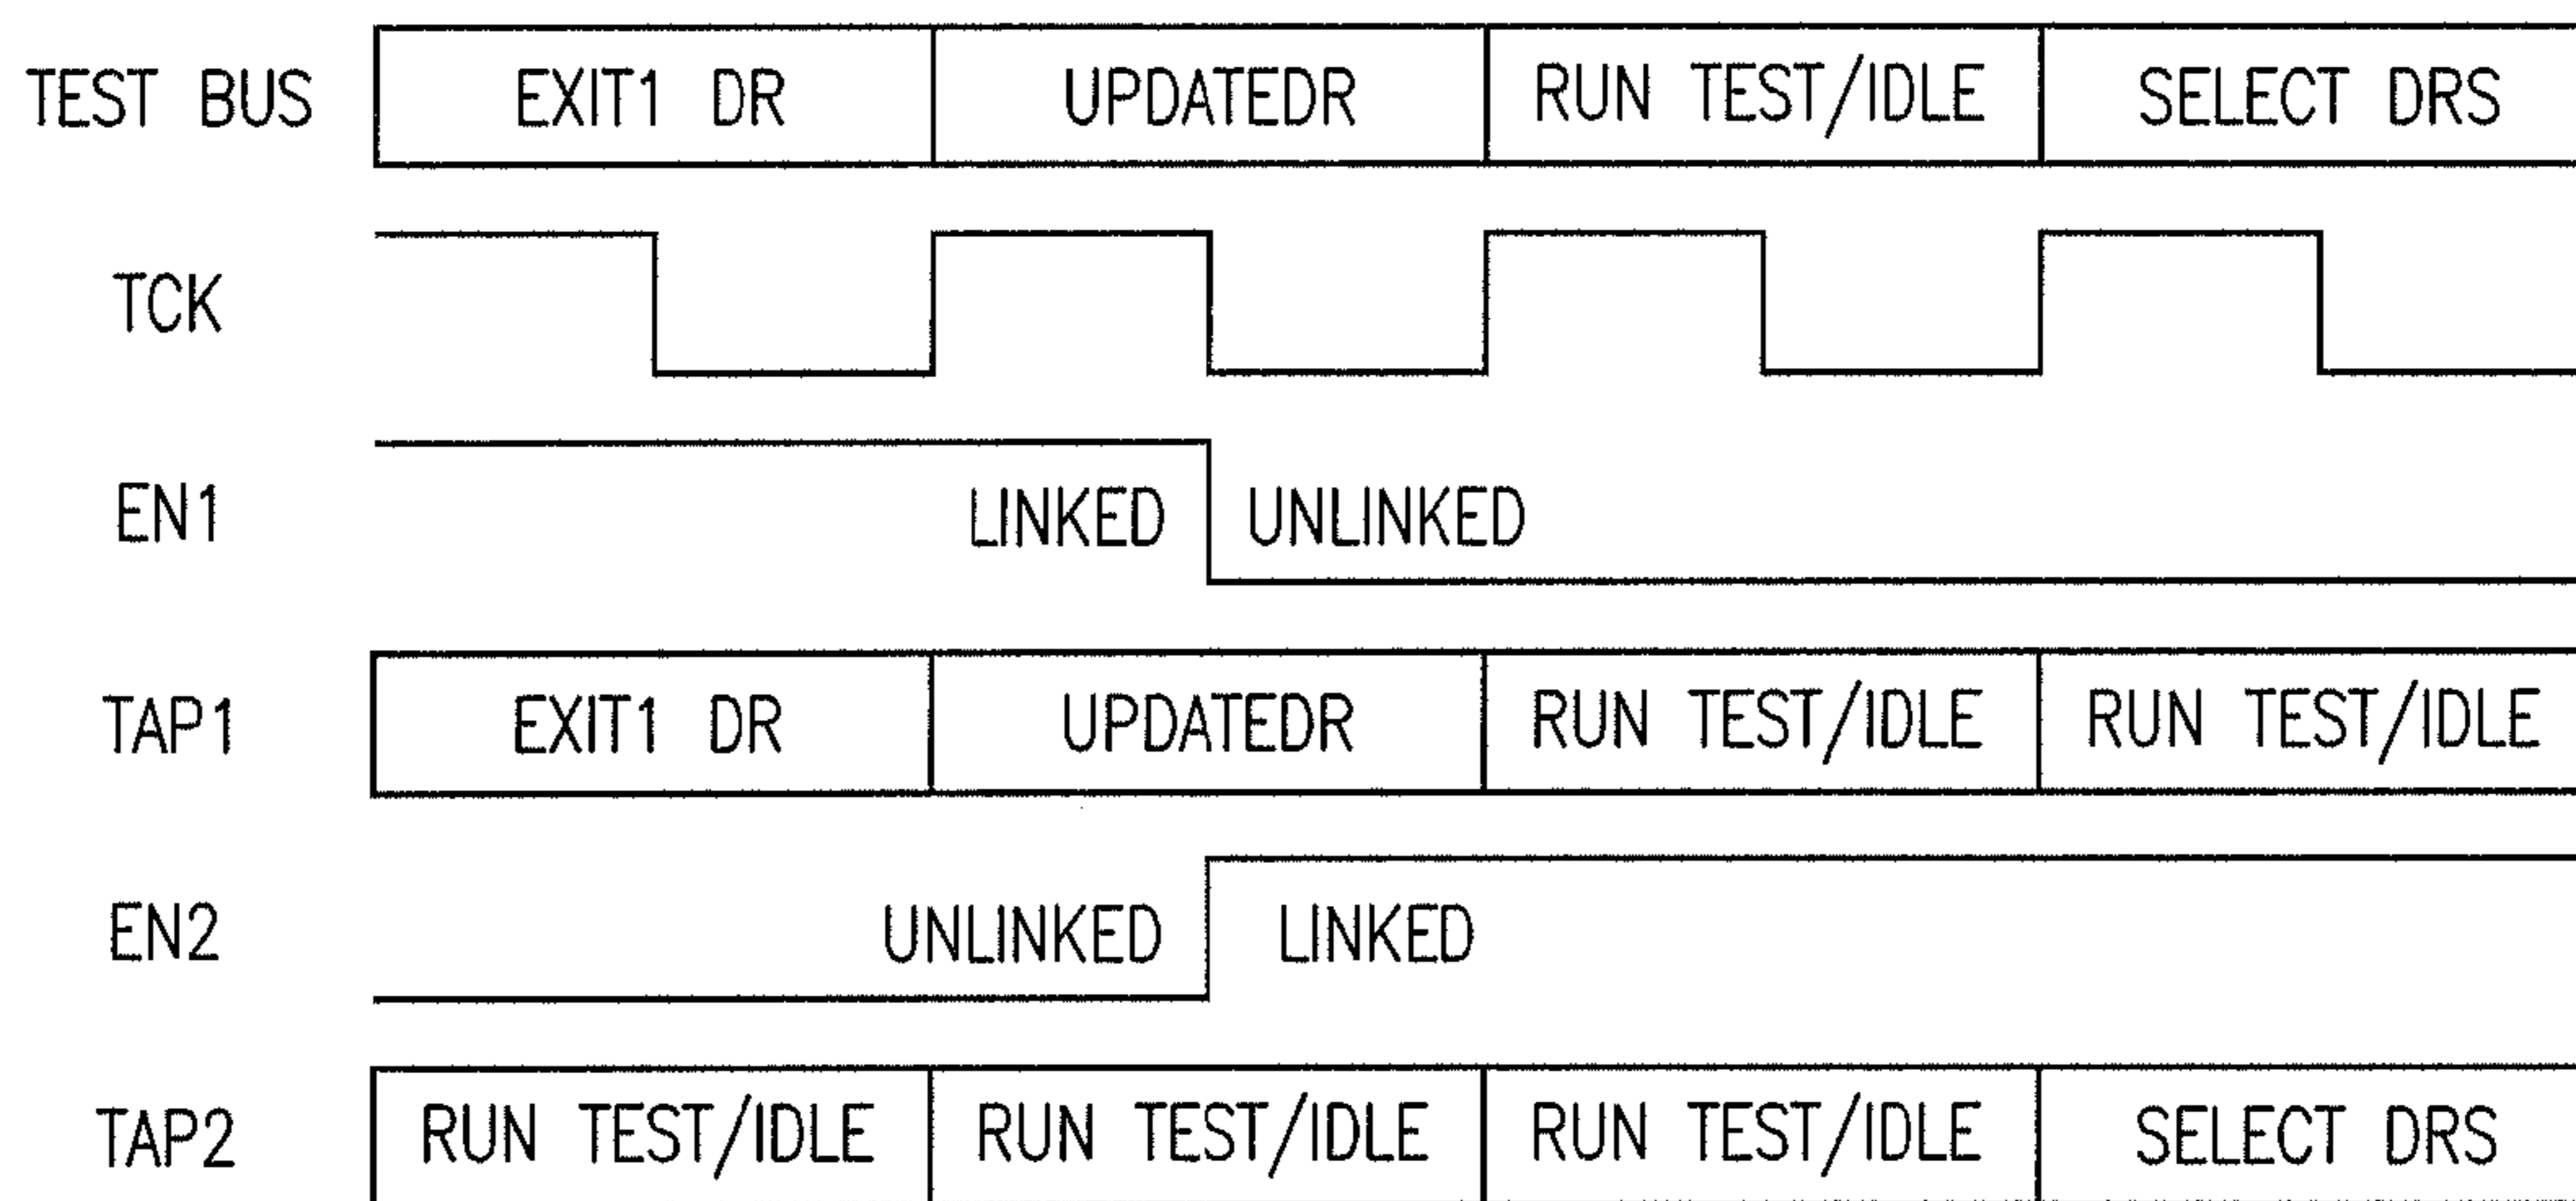 TEST BUS EXIT1 DR UPDATEDR RUN TEST/IDLE SELECT DRS
TCK
EN1 LINKED UNLINKED
TAP1 EXIT1 DR UPDATEDR RUN TEST/IDLE RUN TEST/IDLE
EN2 UNLINKED LINKED
TAP2 RUN TEST/IDLE RUN TEST/IDLE RUN TEST/IDLE SELECT DRS